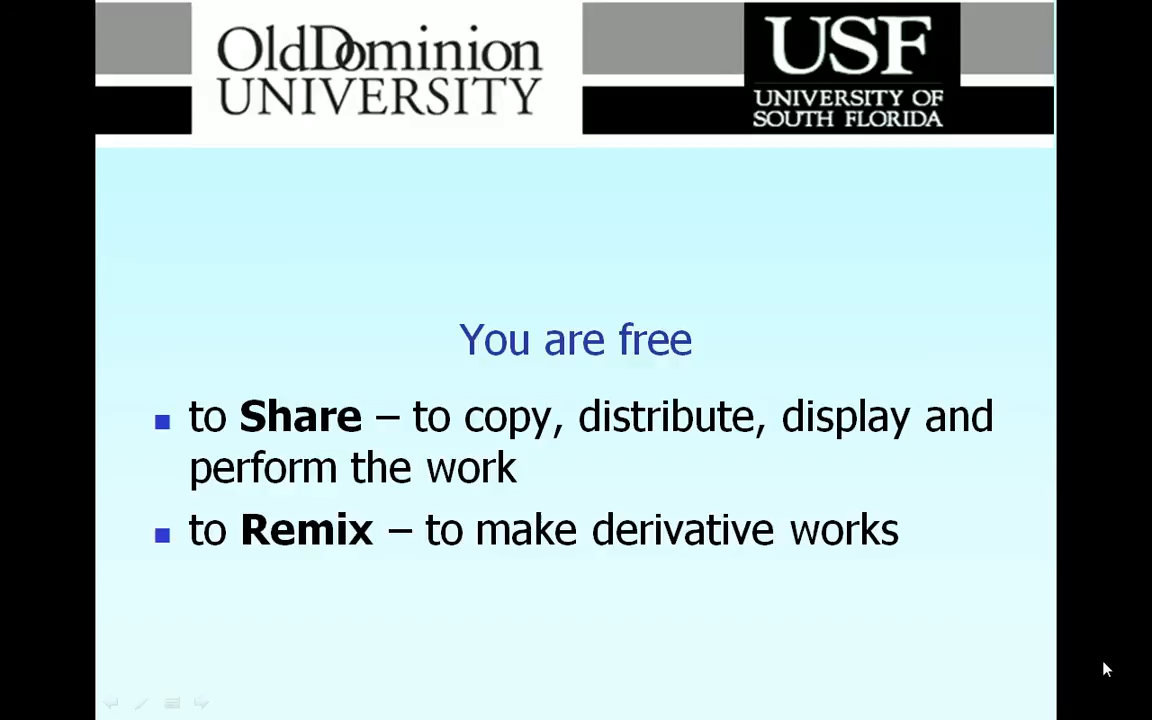 OldDominion
UNIVERSITY
USF
UNIVERSITY OF
SOUTH FLORIDA
You are free
to Share – to copy, distribute, display and
perform the work
to Remix – to make derivative works